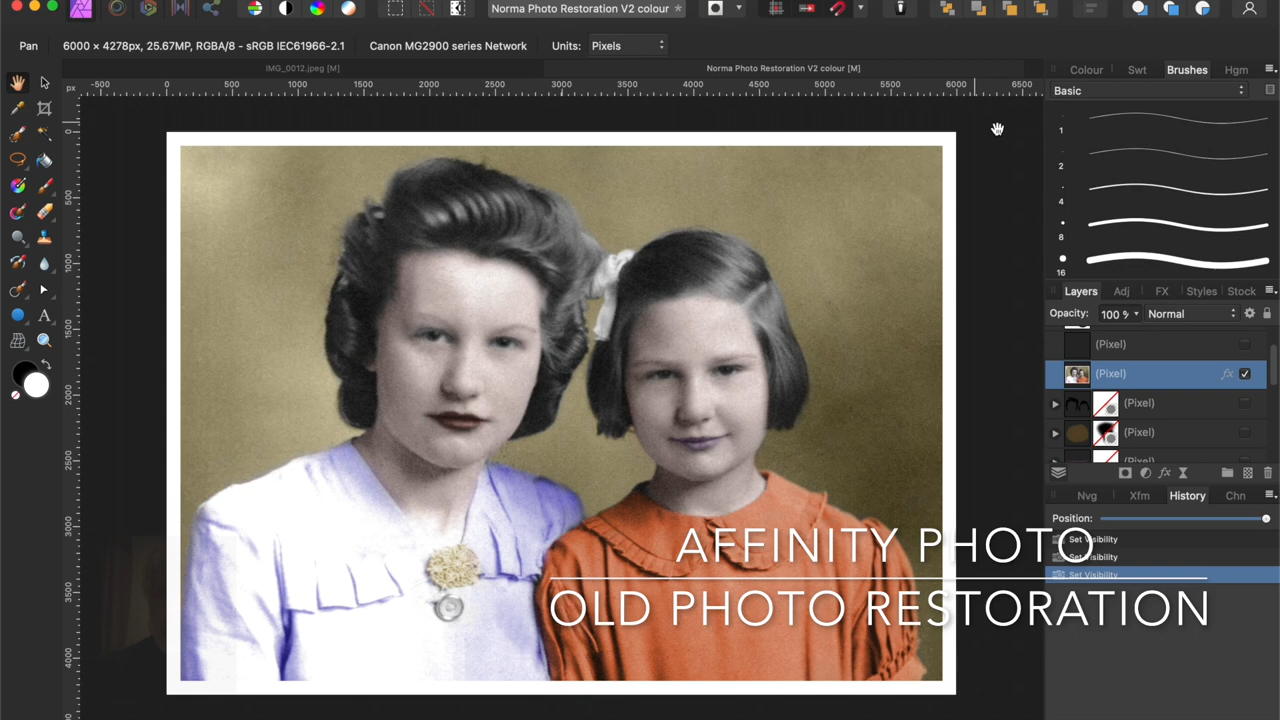 Norma Photo Restoration V2 colour *
Pan 6000 × 4278px, 25.67MP, RGBA/8 - sRGB IEC61966-2.1 Canon MG2900 series Network Units: Pixels
IMG_0012.jpeg [M] Norma Photo Restoration V2 colour [M]
px -500 0 500 1000 1500 2000 2500 3000 3500 4000 4500 5000 5500 6000 6500
0
500
1000
1500
2000
2500
3000
3500
4000
Colour Swt Brushes Hgm
Basic
1
2
4
8
16
Layers Adj FX Styles Stock
Opacity: 100 % Normal
(Pixel)
(Pixel) fx
(Pixel)
(Pixel)
(Pixel)
fx
Nvg Xfm History Chn
Position:
Set Visibility
Set Visibility
Set Visibility
AFFINITY PHOTO
OLD PHOTO RESTORATION